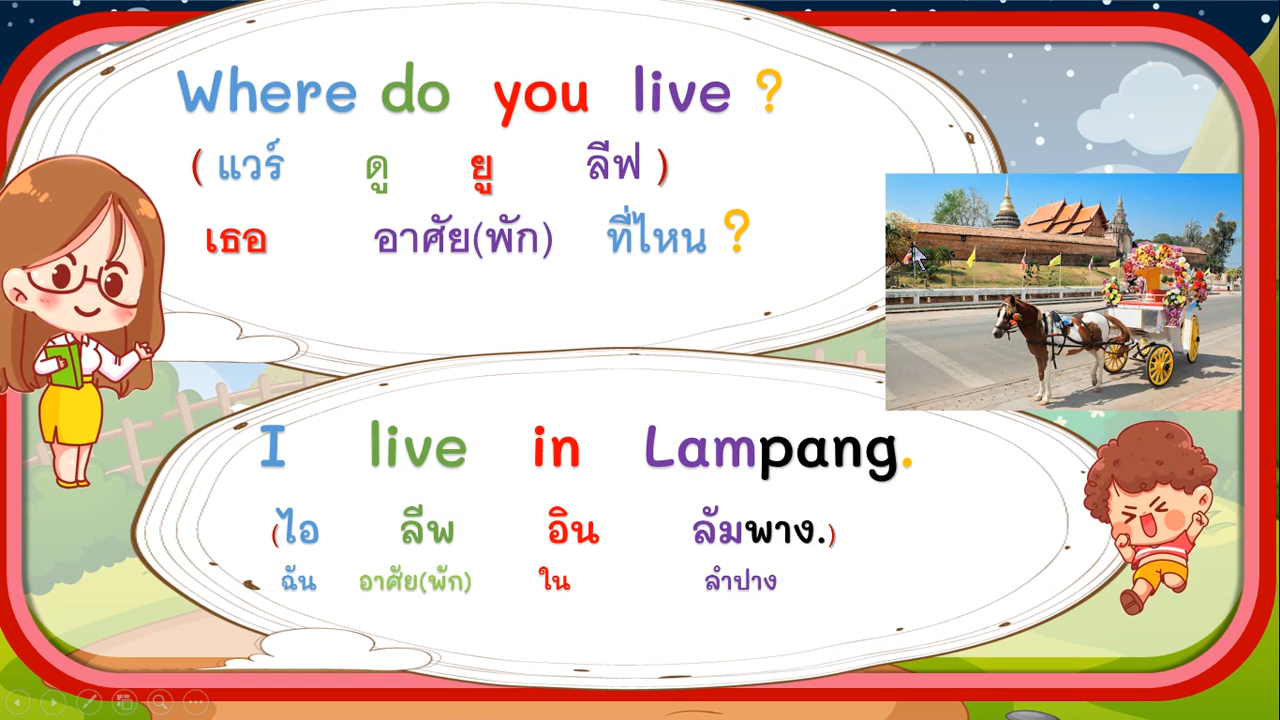 Where do you live ?
( แวร์ ดู ยู ลีฟ )
เธอ อาศัย(พัก) ที่ไหน ?
I live in Lampang.
(ไอ ลีพ อิน ลัมพาง.)
ฉัน อาศัย(พัก) ใน ลำปาง